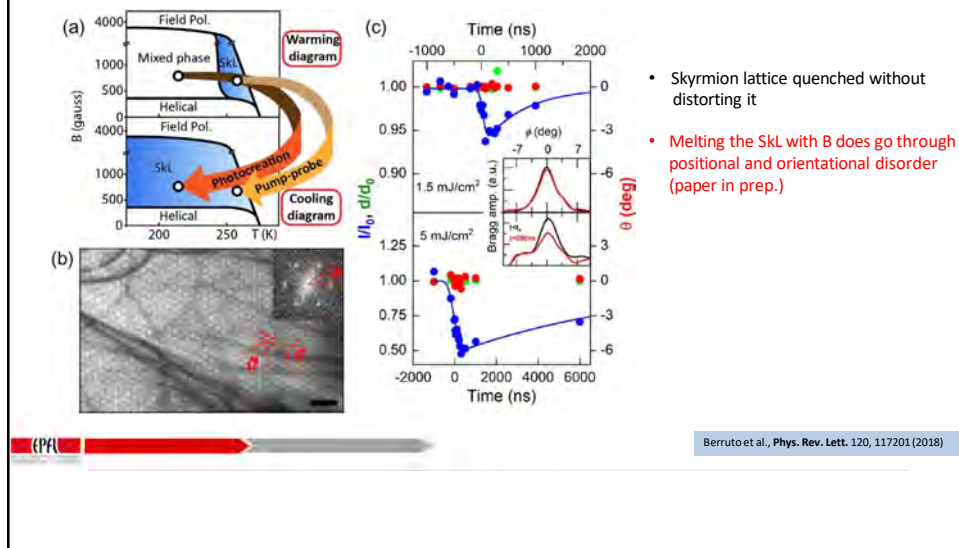 (a)
Field Pol.
4000
Warming
diagram
Mixed phase
SkL
1000
500
Helical
0
B (gauss)
Field Pol.
4000
SkL
1000
Photocreation
Pump-probe
500
Cooling
diagram
Helical
0
200
250
T (K)
(b)
(c)
Time (ns)
-1000
0
1000
2000
1.00
0
0.95
-3
ϕ (deg)
-7 0 7
0.90
-6
1.5 mJ/cm²
Bragg amp (a.u.)
I/I₀, d/d₀
θ (deg)
5 mJ/cm²
1.25
3
1.00
0
0.75
-3
0.50
-6
-7 0 7
-2000
0
2000
4000
6000
Time (ns)
• Skyrmion lattice quenched without
distorting it
• Melting the SkL with B does go through
positional and orientational disorder
(paper in prep.)
EPFL
Berruto et al., Phys. Rev. Lett. 120, 117201 (2018)